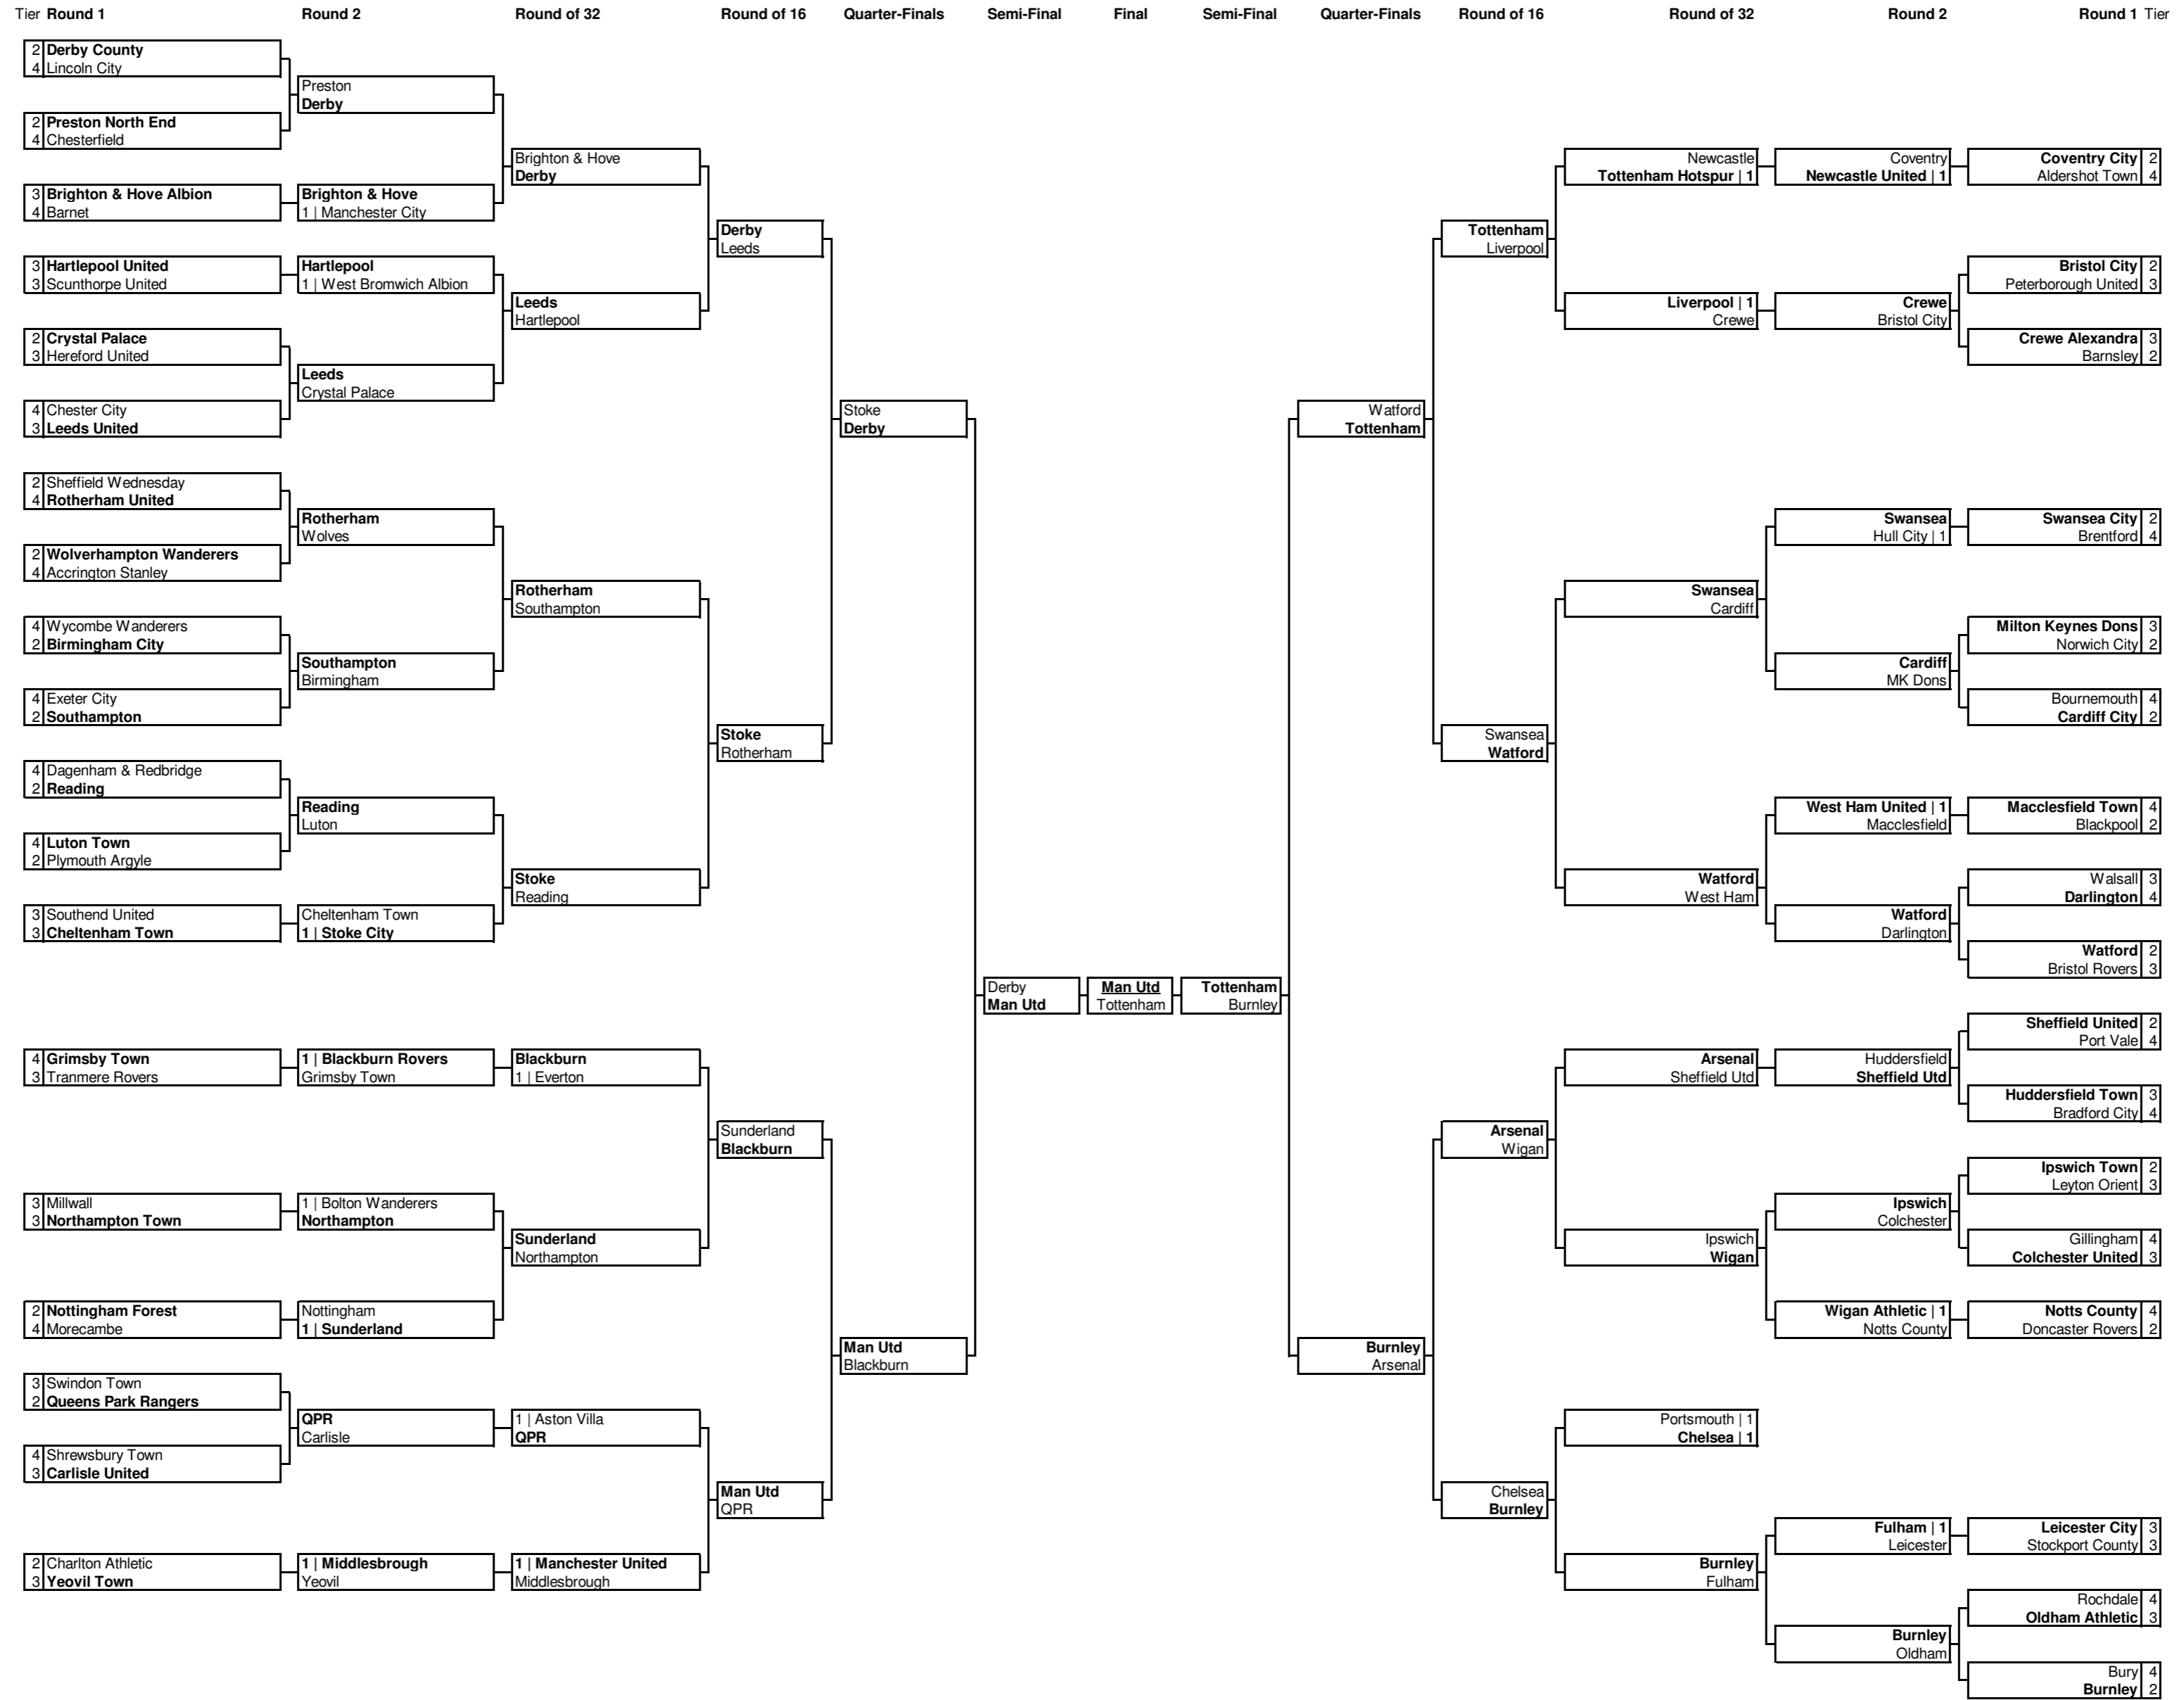 Tier Round 1 Round 2 Round of 32 Round of 16 Quarter-Finals Semi-Final Final Semi-Final Quarter-Finals Round of 16 Round of 32 Round 2 Round 1 Tier
2 Derby County
4 Lincoln City
2 Preston North End
4 Chesterfield
3 Brighton & Hove Albion
4 Barnet
3 Hartlepool United
3 Scunthorpe United
2 Crystal Palace
3 Hereford United
4 Chester City
3 Leeds United
2 Sheffield Wednesday
4 Rotherham United
2 Wolverhampton Wanderers
4 Accrington Stanley
4 Wycombe Wanderers
2 Birmingham City
4 Exeter City
2 Southampton
4 Dagenham & Redbridge
2 Reading
4 Luton Town
2 Plymouth Argyle
3 Southend United
3 Cheltenham Town
4 Grimsby Town
3 Tranmere Rovers
3 Millwall
3 Northampton Town
2 Nottingham Forest
4 Morecambe
3 Swindon Town
2 Queens Park Rangers
4 Shrewsbury Town
3 Carlisle United
2 Charlton Athletic
3 Yeovil Town
Preston
Derby
Brighton & Hove
1 | Manchester City
Hartlepool
1 | West Bromwich Albion
Leeds
Crystal Palace
Rotherham
Wolves
Southampton
Birmingham
Reading
Luton
Cheltenham Town
1 | Stoke City
1 | Blackburn Rovers
Grimsby Town
1 | Bolton Wanderers
Northampton
Nottingham
1 | Sunderland
QPR
Carlisle
1 | Middlesbrough
Yeovil
Brighton & Hove
Derby
Leeds
Hartlepool
Rotherham
Southampton
Stoke
Reading
Blackburn
1 | Everton
Sunderland
Northampton
1 | Aston Villa
QPR
1 | Manchester United
Middlesbrough
Derby
Leeds
Stoke
Rotherham
Sunderland
Blackburn
Man Utd
QPR
Stoke
Derby
Man Utd
Blackburn
Derby
Man Utd
Man Utd
Tottenham
Tottenham
Burnley
Watford
Tottenham
Burnley
Arsenal
Tottenham
Liverpool
Swansea
Watford
Arsenal
Wigan
Chelsea
Burnley
Newcastle
Tottenham Hotspur | 1
Liverpool | 1
Crewe
Swansea
Cardiff
Watford
West Ham
Arsenal
Sheffield Utd
Ipswich
Wigan
Portsmouth | 1
Chelsea | 1
Burnley
Fulham
Coventry
Newcastle United | 1
Crewe
Bristol City
Swansea
Hull City | 1
Cardiff
MK Dons
West Ham United | 1
Macclesfield
Watford
Darlington
Huddersfield
Sheffield Utd
Ipswich
Colchester
Wigan Athletic | 1
Notts County
Fulham | 1
Leicester
Burnley
Oldham
Coventry City 2
Aldershot Town 4
Bristol City 2
Peterborough United 3
Crewe Alexandra 3
Barnsley 2
Swansea City 2
Brentford 4
Milton Keynes Dons 3
Norwich City 2
Bournemouth 4
Cardiff City 2
Macclesfield Town 4
Blackpool 2
Walsall 3
Darlington 4
Watford 2
Bristol Rovers 3
Sheffield United 2
Port Vale 4
Huddersfield Town 3
Bradford City 4
Ipswich Town 2
Leyton Orient 3
Gillingham 4
Colchester United 3
Notts County 4
Doncaster Rovers 2
Leicester City 3
Stockport County 3
Rochdale 4
Oldham Athletic 3
Bury 4
Burnley 2